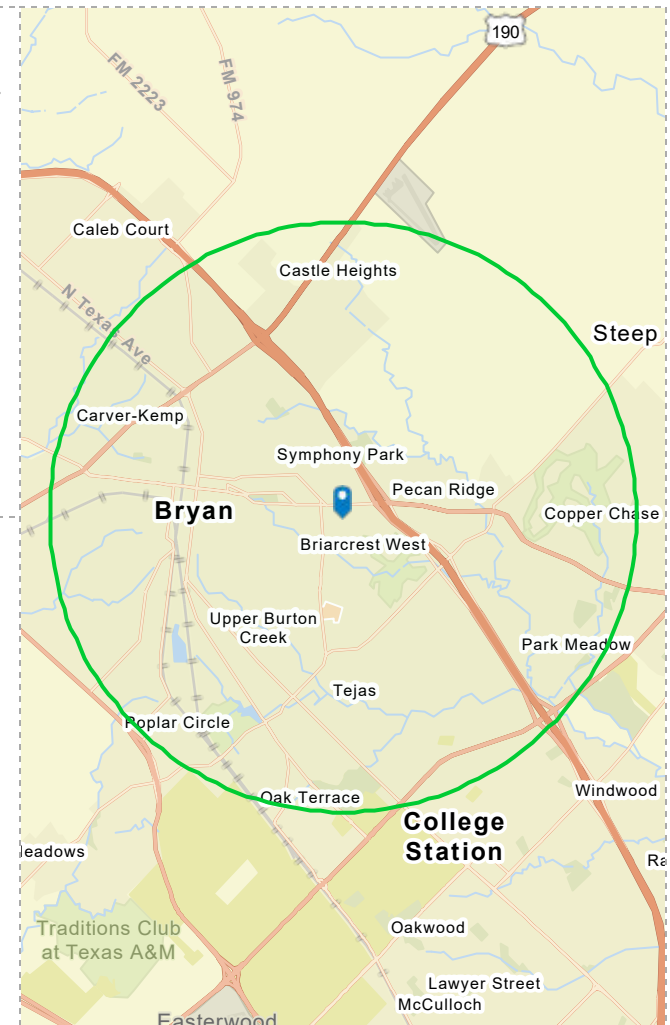 190
FM 2223
FM 974
Caleb Court
Castle Heights
N Texas Ave
Steep
Carver-Kemp
Symphony Park
Pecan Ridge
Bryan
Copper Chase
Briarcrest West
Upper Burton
Creek
Park Meadow
Tejas
Poplar Circle
Windwood
Oak Terrace
College
Station
eadows
Ra
Traditions Club
at Texas A&M
Oakwood
Lawyer Street
McCulloch
Easterwood